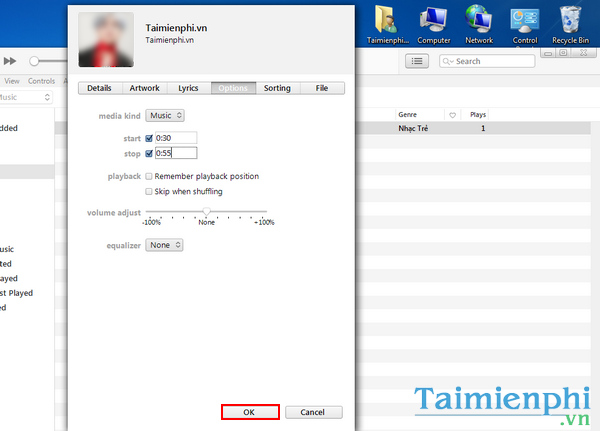 Taimienphi.vn
Taimienphi.vn
Taimienphi...
Computer
Network
Control
Recycle Bin
View Controls A
Music
Search
Details Artwork Lyrics Options Sorting File
Genre Plays
dded
media kind Music
Nhạc Trẻ 1
start 0:30
stop 0:55
playback Remember playback position
Skip when shuffling
volume adjust
-100% None +100%
equalizer None
usic
ted
ayed
st Played
ed
OK Cancel
Taimienphi
.vn